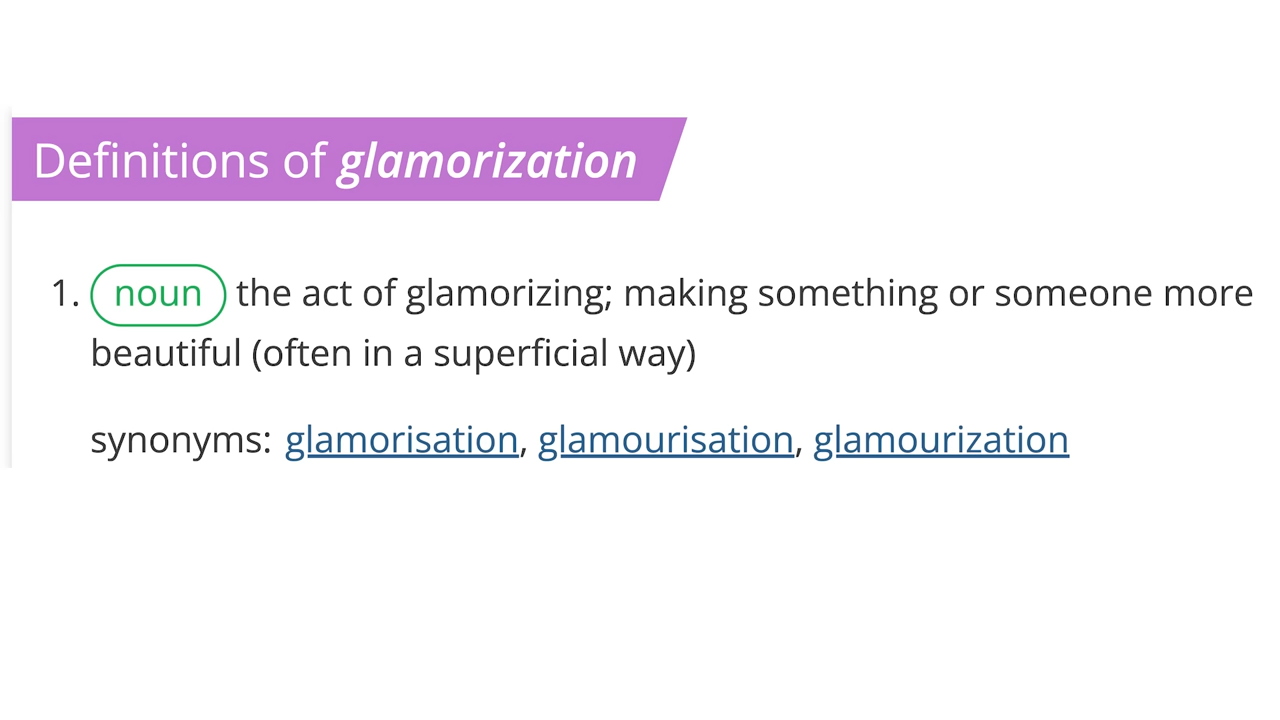 Definitions of glamorization
1. noun the act of glamorizing; making something or someone more
beautiful (often in a superficial way)
synonyms: glamorisation, glamourisation, glamourization